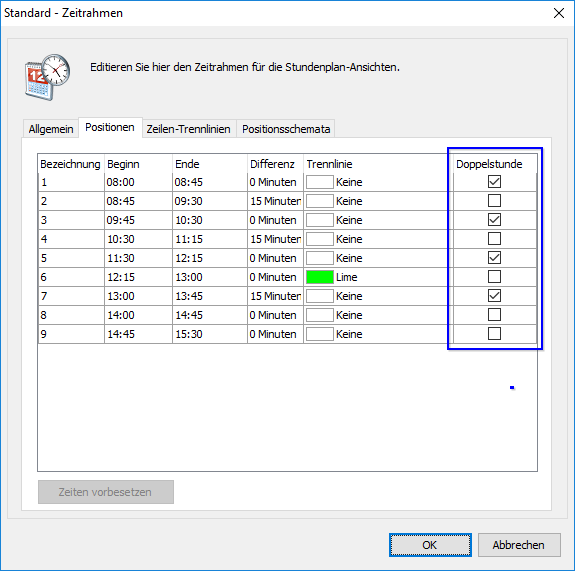 Standard - Zeitrahmen
12
Editieren Sie hier den Zeitrahmen für die Stundenplan-Ansichten.
Allgemein Positionen Zeilen-Trennlinien Positionsschemata
Bezeichnung Beginn Ende Differenz Trennlinie Doppelstunde
1 08:00 08:45 0 Minuten Keine
2 08:45 09:30 15 Minuten Keine
3 09:45 10:30 0 Minuten Keine
4 10:30 11:15 15 Minuten Keine
5 11:30 12:15 0 Minuten Keine
6 12:15 13:00 0 Minuten Lime
7 13:00 13:45 15 Minuten Keine
8 14:00 14:45 0 Minuten Keine
9 14:45 15:30 0 Minuten Keine
Zeiten vorbesetzen
OK Abbrechen